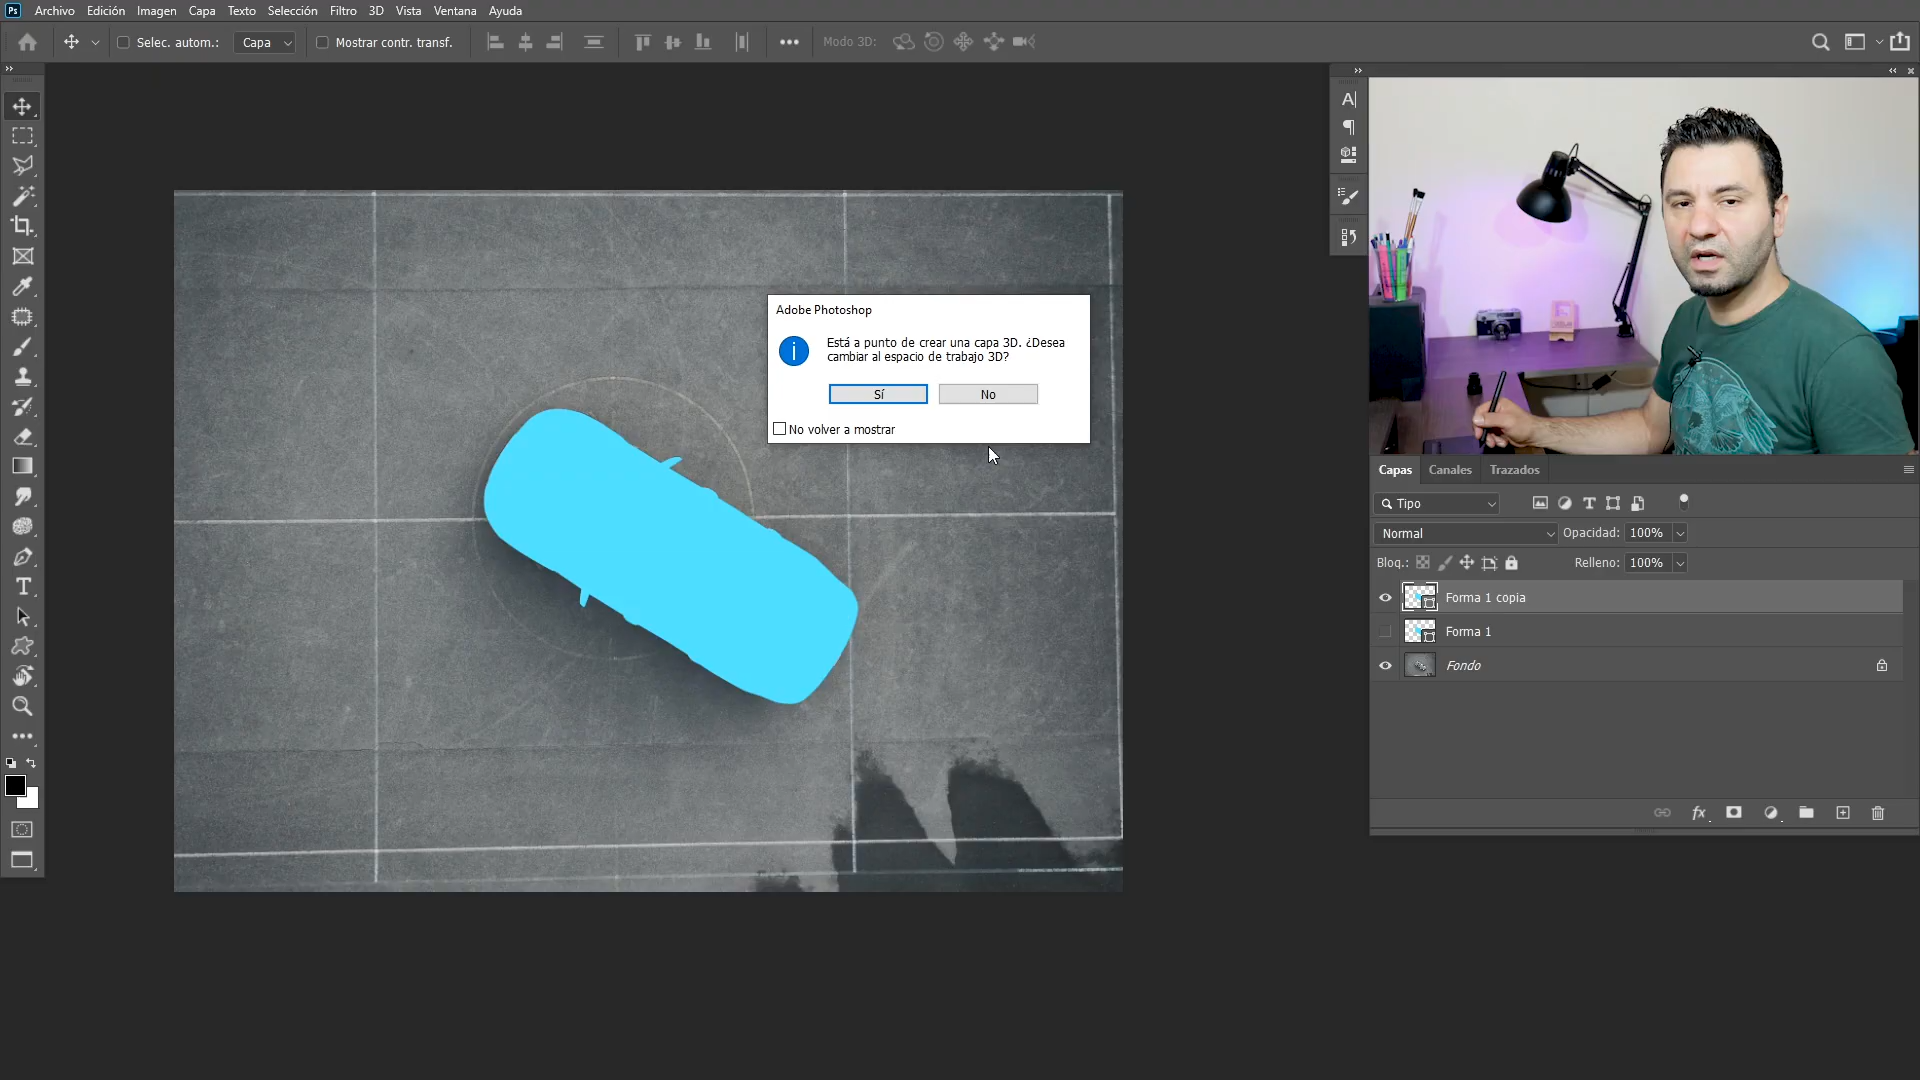 Ps Archivo Edición Imagen Capa Texto Selección Filtro 3D Vista Ventana Ayuda
Selec. autom.: Capa Mostrar contr. transf. Modo 3D:
Adobe Photoshop
Está a punto de crear una capa 3D. ¿Desea
cambiar al espacio de trabajo 3D?
Sí No
No volver a mostrar
Capas Canales Trazados
Tipo
Normal Opacidad: 100%
Bloq.: Relleno: 100%
Forma 1 copia
Forma 1
Fondo
fx